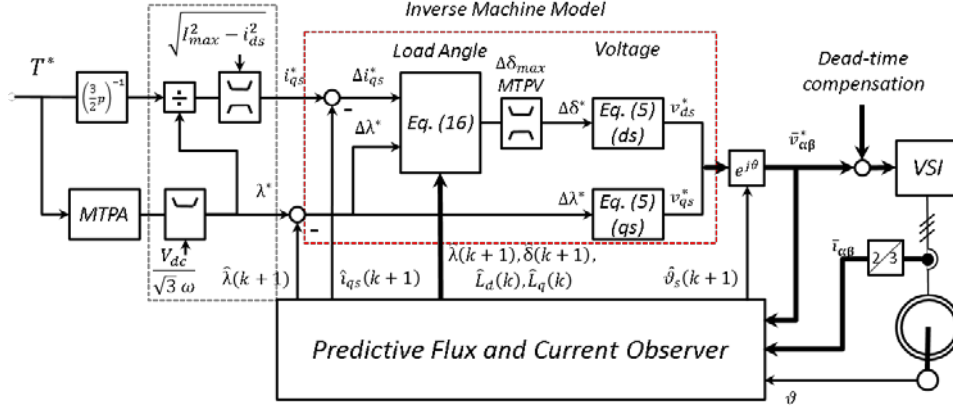 Inverse Machine Model
√(I²max − i²ds)
Load Angle
Voltage
T*
(3/2 p)⁻¹
÷
i*qs
Δi*qs
-
Δλ*
Eq. (16)
Δδmax
MTPV
Δδ*
Eq. (5)
(ds)
v*ds
Dead-time
compensation
v̄*αβ
e^jϑ
VSI
MTPA
λ*
-
Δλ*
Eq. (5)
(qs)
v*qs
Vdc
√3 ω
λ̂(k + 1)
î_qs(k + 1)
λ̂(k + 1), δ̂(k + 1),
L̂d(k), L̂q(k)
ϑ̂s(k + 1)
īαβ
2/3
Predictive Flux and Current Observer
ϑ